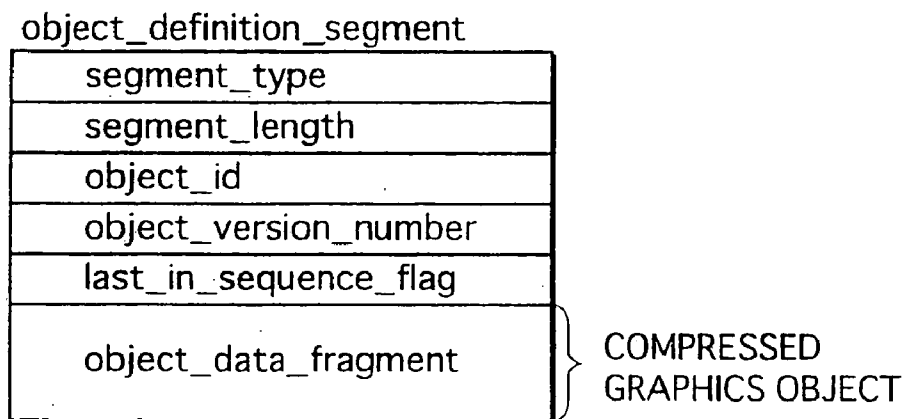 object_definition_segment
segment_type
segment_length
object_id
object_version_number
last_in_sequence_flag
object_data_fragment
COMPRESSED
GRAPHICS OBJECT